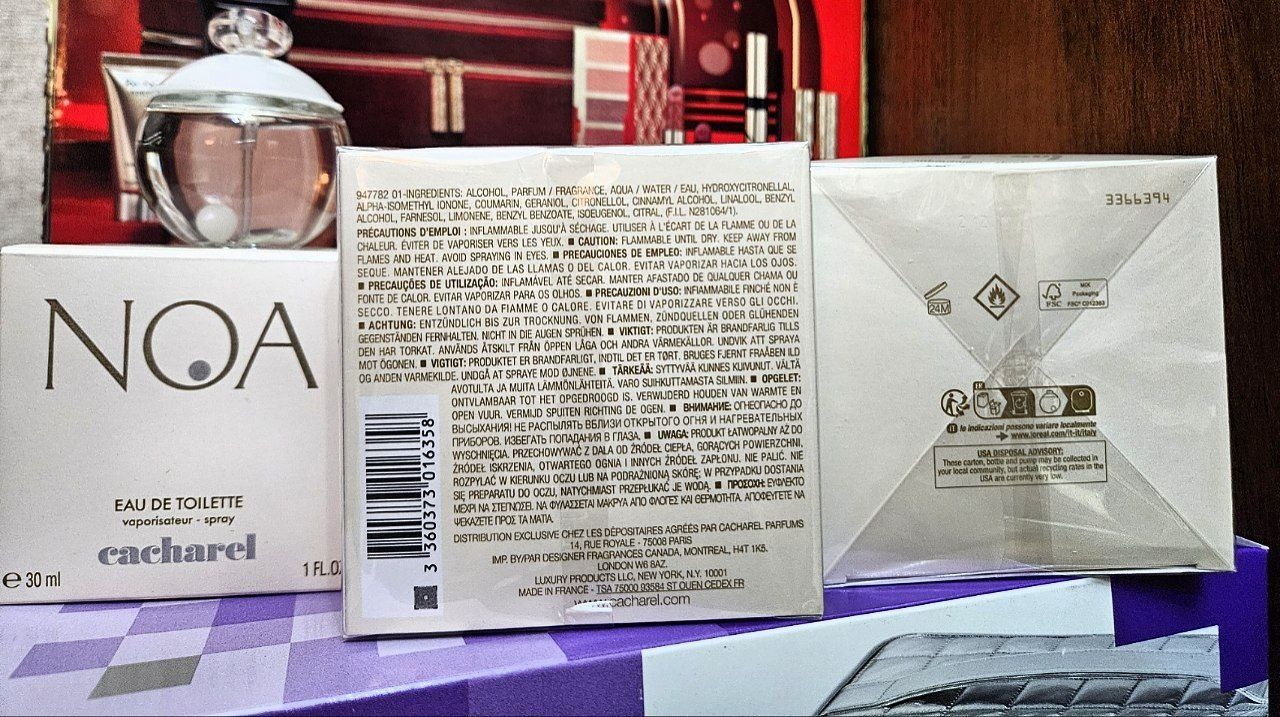 NOA
EAU DE TOILETTE
vaporisateur - spray
cacharel
e 30 ml
1 FL.OZ
947782 01-INGREDIENTS: ALCOHOL, PARFUM / FRAGRANCE, AQUA / WATER / EAU, HYDROXYCITRONELLAL,
ALPHA-ISOMETHYL IONONE, COUMARIN, GERANIOL, CITRONELLOL, CINNAMYL ALCOHOL, LINALOOL, BENZYL
ALCOHOL, FARNESOL, LIMONENE, BENZYL BENZOATE, ISOEUGENOL, CITRAL, (F.I.L. N281064/1).
PRÉCAUTIONS D'EMPLOI : INFLAMMABLE JUSQU'À SÉCHAGE. UTILISER À L'ÉCART DE LA FLAMME OU DE LA
CHALEUR. ÉVITER DE VAPORISER VERS LES YEUX. ■ CAUTION: FLAMMABLE UNTIL DRY. KEEP AWAY FROM
FLAMES AND HEAT. AVOID SPRAYING IN EYES. ■ PRECAUCIONES DE EMPLEO: INFLAMABLE HASTA QUE SE
SEQUE. MANTENER ALEJADO DE LAS LLAMAS O DEL CALOR. EVITAR VAPORIZAR HACIA LOS OJOS.
■ PRECAUÇÕES DE UTILIZAÇÃO: INFLAMÁVEL ATÉ SECAR. MANTER AFASTADO DE QUALQUER CHAMA OU
FONTE DE CALOR. EVITAR VAPORIZAR PARA OS OLHOS. ■ PRECAUZIONI D'USO: INFIAMMABILE FINCHÉ NON È
SECCO. TENERE LONTANO DA FIAMME O CALORE. EVITARE DI VAPORIZZARE VERSO GLI OCCHI.
■ ACHTUNG: ENTZÜNDLICH BIS ZUR TROCKNUNG. VON FLAMMEN, ZÜNDQUELLEN ODER GLÜHENDEN
GEGENSTÄNDEN FERNHALTEN. NICHT IN DIE AUGEN SPRÜHEN. ■ VIKTIGT: PRODUKTEN ÄR BRANDFARLIG TILLS
DEN HAR TORKAT. ANVÄNDS ÅTSKILT FRÅN ÖPPEN LÅGA OCH ANDRA VÄRMEKÄLLOR. UNDVIK ATT SPRAYA
MOT ÖGONEN. ■ VIGTIGT: PRODUKTET ER BRANDFARLIGT, INDTIL DET ER TØRT. BRUGES FJERNT FRA ÅBEN ILD
OG ANDEN VARMEKILDE. UNDGÅ AT SPRAYE MOD ØJNENE. ■ TÄRKEÄÄ: SYTTYVÄÄ KUNNES KUIVUNUT. VÄLTÄ
AVOTULTA JA MUITA LÄMMÖNLÄHTEITÄ. VARO SUIHKUTTAMASTA SILMIIN. ■ OPGELET:
ONTVLAMBAAR TOT HET OPGEDROOGD IS. VERWIJDERD HOUDEN VAN WARMTE EN
OPEN VUUR. VERMIJD SPUITEN RICHTING DE OGEN. ■ ВНИМАНИЕ: ОГНЕОПАСНО ДО
ВЫСЫХАНИЯ! НЕ РАСПЫЛЯТЬ ВБЛИЗИ ОТКРЫТОГО ОГНЯ И НАГРЕВАТЕЛЬНЫХ
ПРИБОРОВ. ИЗБЕГАТЬ ПОПАДАНИЯ В ГЛАЗА. ■ UWAGA: PRODUKT ŁATWOPALNY AŻ DO
WYSCHNIĘCIA. PRZECHOWYWAĆ Z DALA OD ŹRÓDEŁ CIEPŁA, GORĄCYCH POWIERZCHNI,
ŹRÓDEŁ ISKRZENIA, OTWARTEGO OGNIA I INNYCH ŹRÓDEŁ ZAPŁONU. NIE PALIĆ. NIE
ROZPYLAĆ W KIERUNKU OCZU LUB NA PODRAŻNIONĄ SKÓRĘ; W PRZYPADKU DOSTANIA
SIĘ PREPARATU DO OCZU, NATYCHMIAST PRZEPŁUKAĆ JE WODĄ. ■ ΠΡΟΣΟΧΗ: ΕΥΦΛΕΚΤΟ
ΜΕΧΡΙ ΝΑ ΣΤΕΓΝΩΣΕΙ. ΝΑ ΦΥΛΑΣΣΕΤΑΙ ΜΑΚΡΥΑ ΑΠΟ ΦΛΟΓΕΣ ΚΑΙ ΘΕΡΜΟΤΗΤΑ. ΑΠΟΦΕΥΓΕΤΕ ΝΑ
ΨΕΚΑΖΕΤΕ ΠΡΟΣ ΤΑ ΜΑΤΙΑ.
DISTRIBUTION EXCLUSIVE CHEZ LES DÉPOSITAIRES AGRÉÉS PAR CACHAREL PARFUMS
14, RUE ROYALE - 75008 PARIS
IMP. BY/PAR DESIGNER FRAGRANCES CANADA, MONTREAL, H4T 1K5.
LONDON W6 8AZ.
LUXURY PRODUCTS LLC, NEW YORK, N.Y. 10001
MADE IN FRANCE - TSA 75000 93584 ST OUEN CEDEX FR
www.cacharel.com
3 360373 016358
3366394
24M
FSC
MIX
Packaging
FSC® C012363
FR
IT le indicazioni possono variare localmente
www.loreal.com/it-it/italy
USA DISPOSAL ADVISORY:
These carton, bottle and pump may be collected in
your local community, but actual recycling rates in the
USA are currently very low.